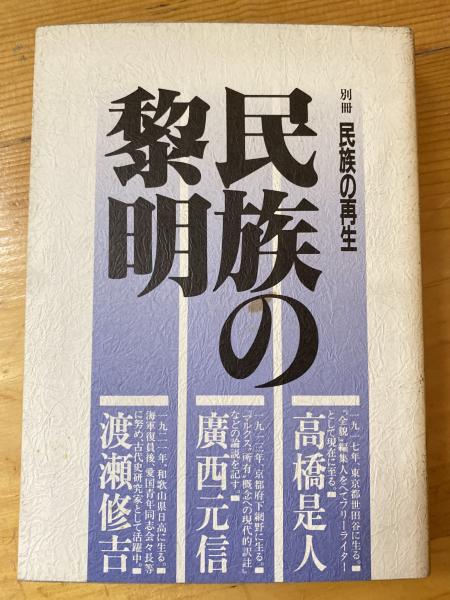 別冊 民族の再生
民族の
黎明
一九一七年、東京都世田谷に生る。
『全貌』編集人をへてフリーライター
として現在に至る。
高橋是人
一九一三年、京都府下網野に生る。
『マルクス「所有」概念への現代的訳註』
などの論説を記す。
廣西元信
一九二一年、和歌山県日高に生る。
海軍復員後、愛国青年同志会々長等
に努め、古代史研究家として活躍中。
渡瀬修吉